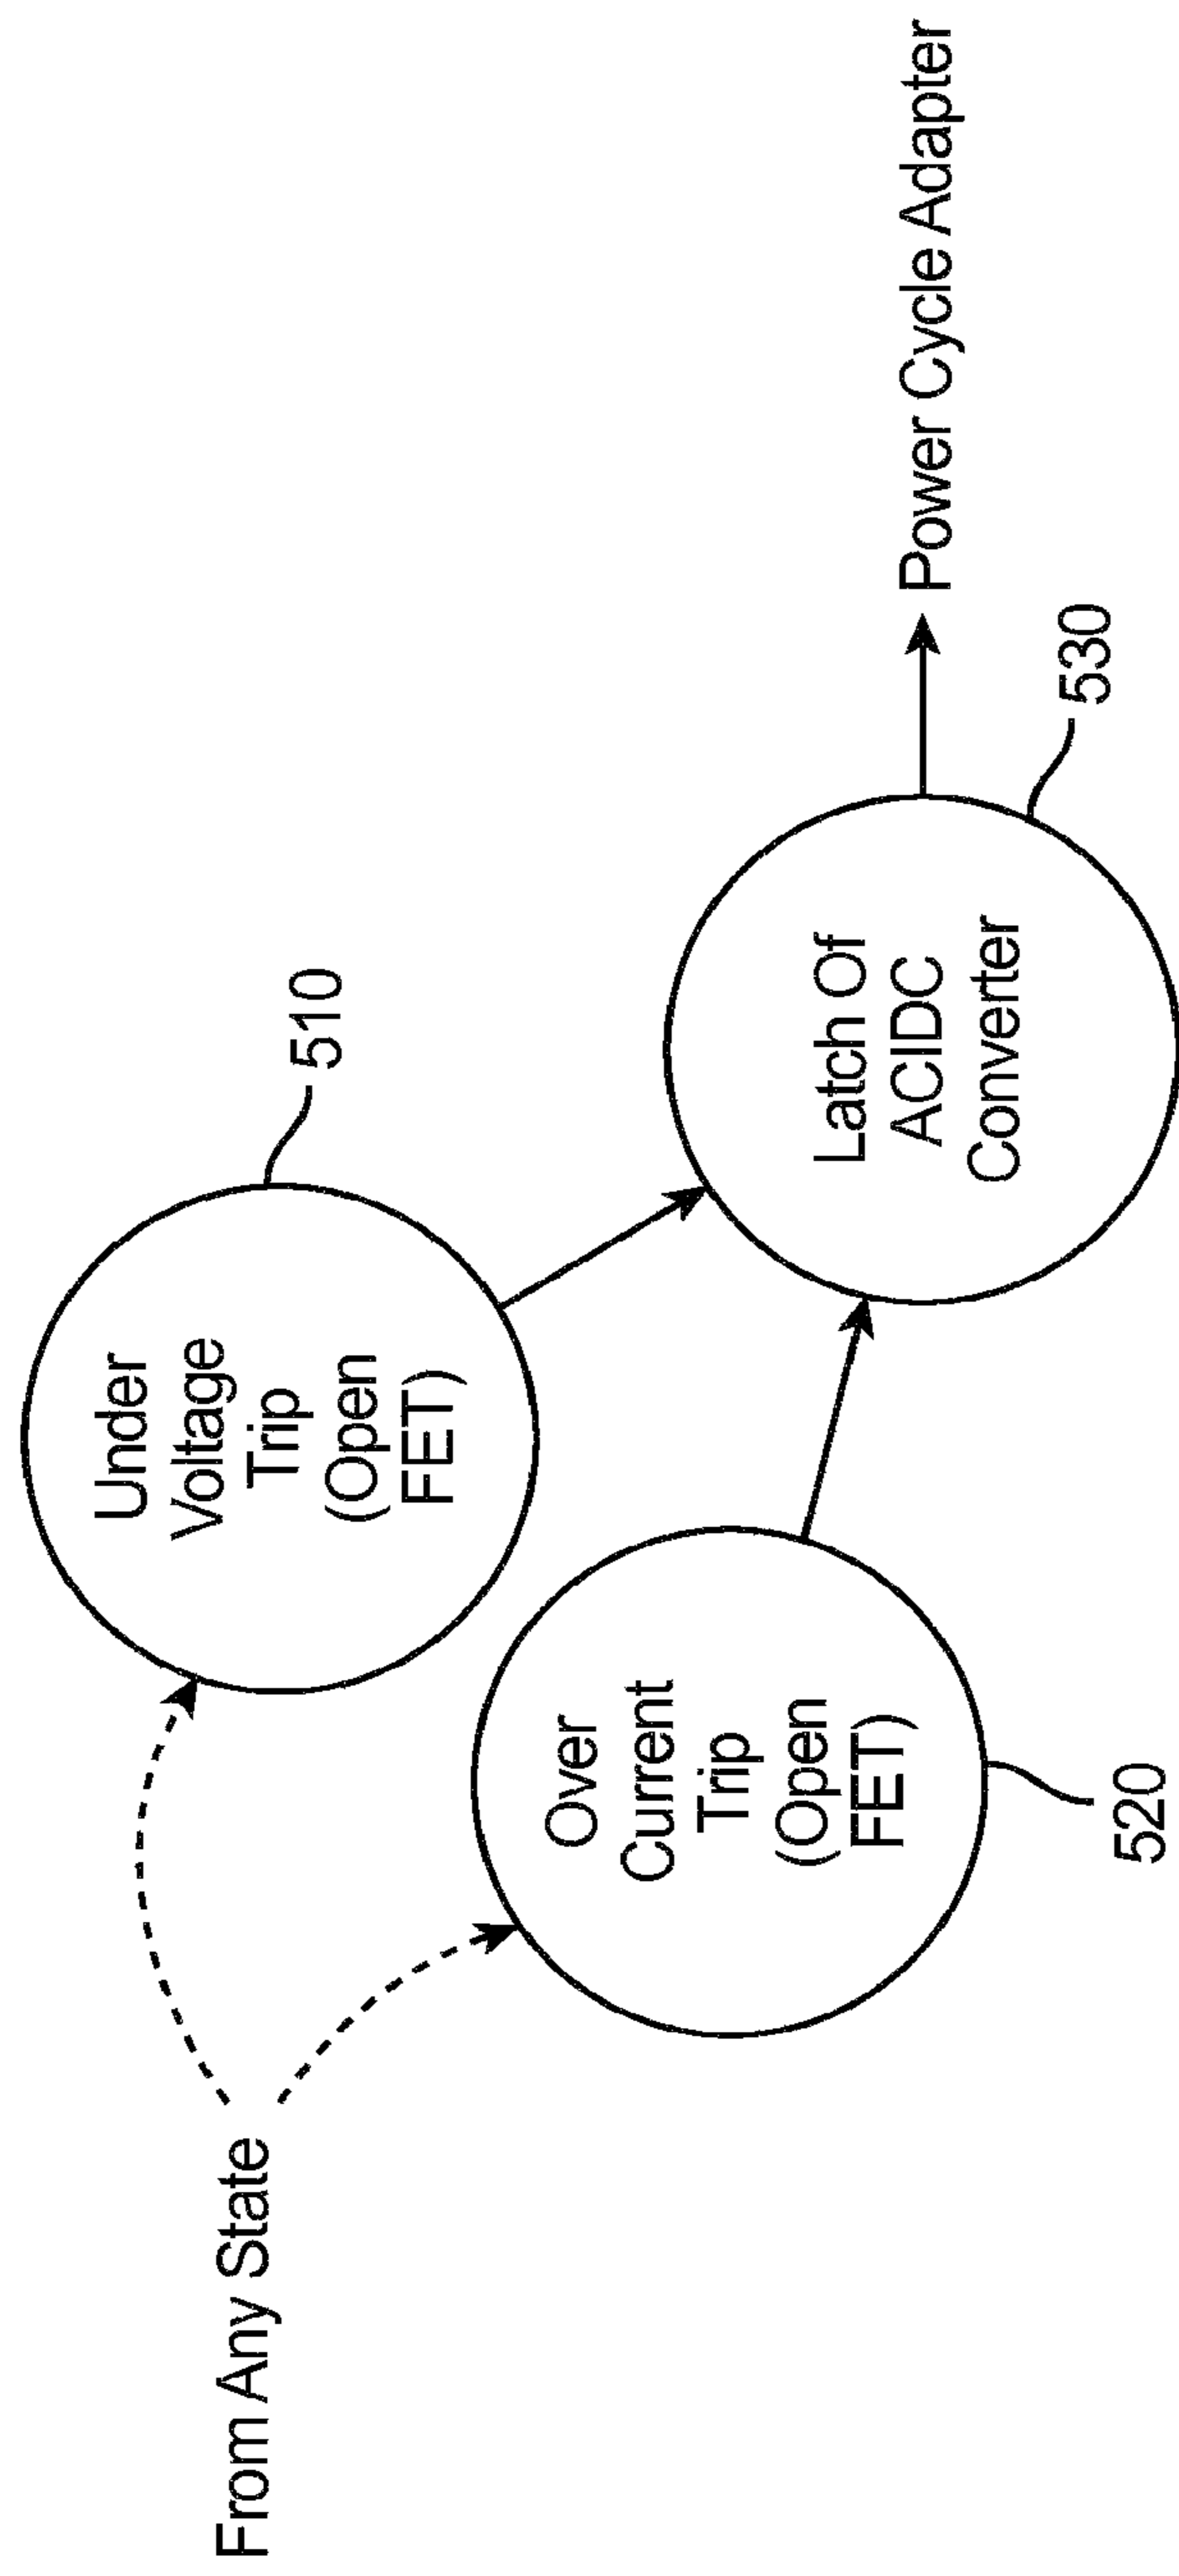 From Any State
Under
Voltage
Trip
(Open
FET)
510
Over
Current
Trip
(Open
FET)
520
Latch Of
ACIDC
Converter
530
Power Cycle Adapter